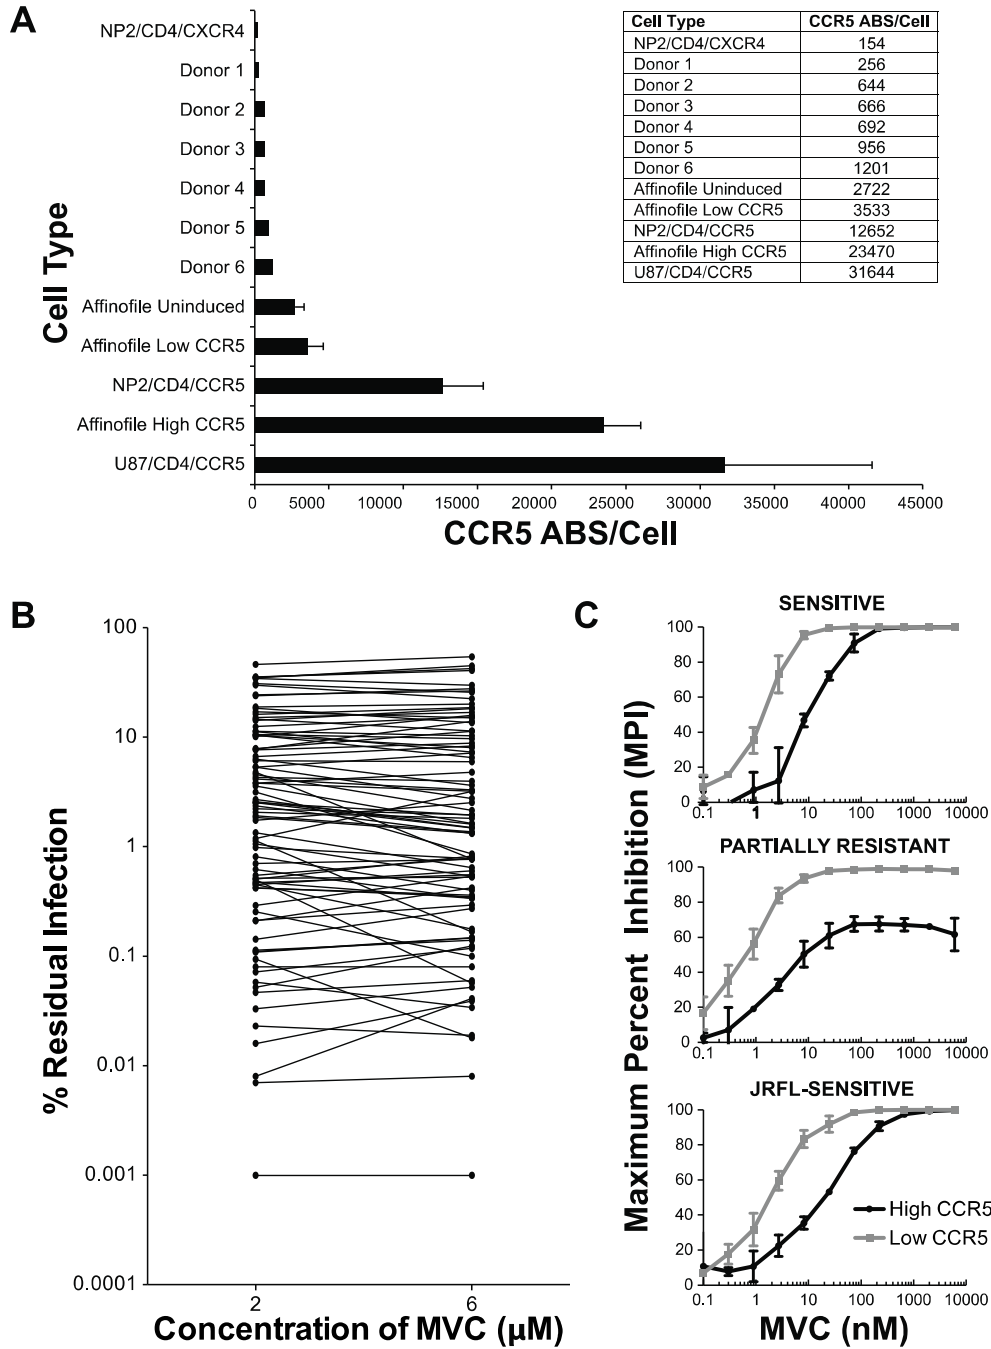 A
NP2/CD4/CXCR4
Donor 1
Donor 2
Donor 3
Donor 4
Donor 5
Donor 6
Affinofile Uninduced
Affinofile Low CCR5
NP2/CD4/CCR5
Affinofile High CCR5
U87/CD4/CCR5
Cell Type
0 5000 10000 15000 20000 25000 30000 35000 40000 45000
CCR5 ABS/Cell
Cell Type CCR5 ABS/Cell
NP2/CD4/CXCR4 154
Donor 1 256
Donor 2 644
Donor 3 666
Donor 4 692
Donor 5 956
Donor 6 1201
Affinofile Uninduced 2722
Affinofile Low CCR5 3533
NP2/CD4/CCR5 12652
Affinofile High CCR5 23470
U87/CD4/CCR5 31644
B
% Residual Infection
100
10
1
0.1
0.01
0.001
0.0001
2 6
Concentration of MVC (µM)
C
Maximum Percent Inhibition (MPI)
SENSITIVE
100
80
60
40
20
0
0.1 1 10 100 1000 10000
PARTIALLY RESISTANT
100
80
60
40
20
0
0.1 1 10 100 1000 10000
JRFL-SENSITIVE
100
80
60
40
20
0
High CCR5
Low CCR5
0.1 1 10 100 1000 10000
MVC (nM)